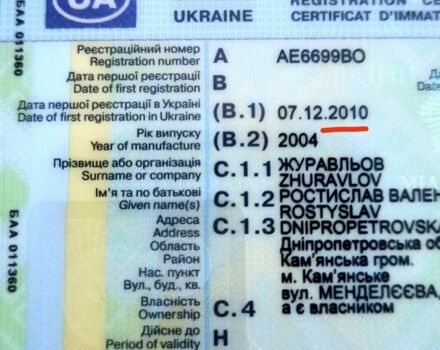 UA
UKRAINE
REGISTRATION
CERTIFICAT D'IMMAT
БАА 011360
Реєстраційний номер
Registration number
A
AE6699BO
Дата першої реєстрації
Date of first registration
B
Дата першої реєстрації в Україні
Date of first registration in Ukraine
(B.1) 07.12.2010
Рік випуску
Year of manufacture
(B.2) 2004
Прізвище або організація
Surname or company
C.1.1 ЖУРАВЛЬОВ
ZHURAVLOV
Ім'я та по батькові
Given name(s)
C.1.2 РОСТИСЛАВ ВАЛЕН
ROSTYSLAV
Адреса
Address
C.1.3 DNIPROPETROVSKA
Область
Дніпропетровська об
Район
Кам'янська гром.
Нас. пункт
м. Кам'янське
Вул., буд., кв.
вул. МЕНДЕЛЄЄВА,
Власність
Ownership
C.4
а є власником
Дійсне до
Period of validity
H
БАА 011360